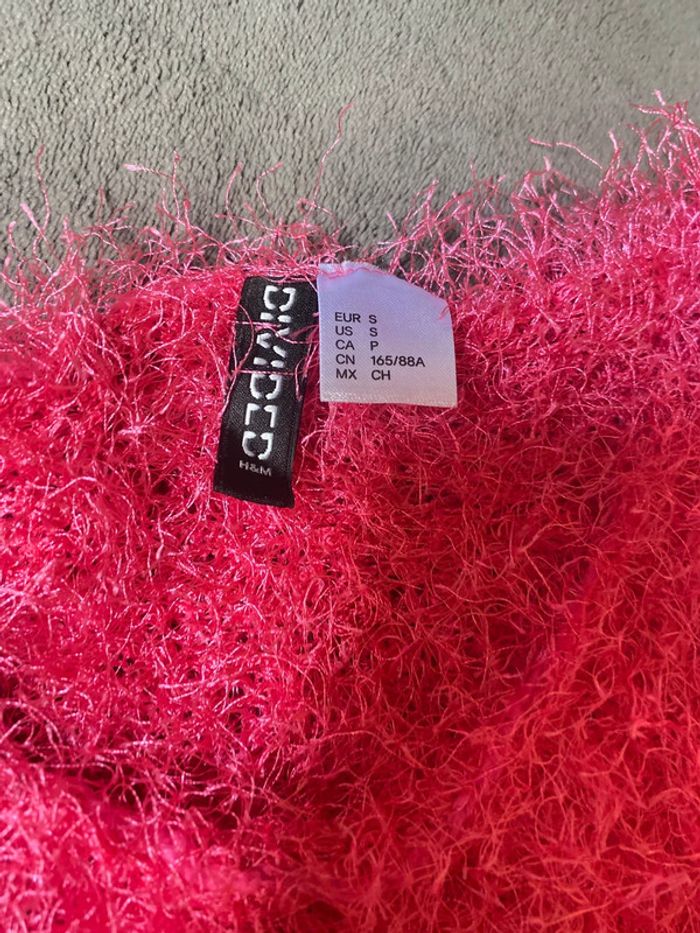 DIVIDED
H&M
EUR S
US S
CA P
CN 165/88A
MX CH